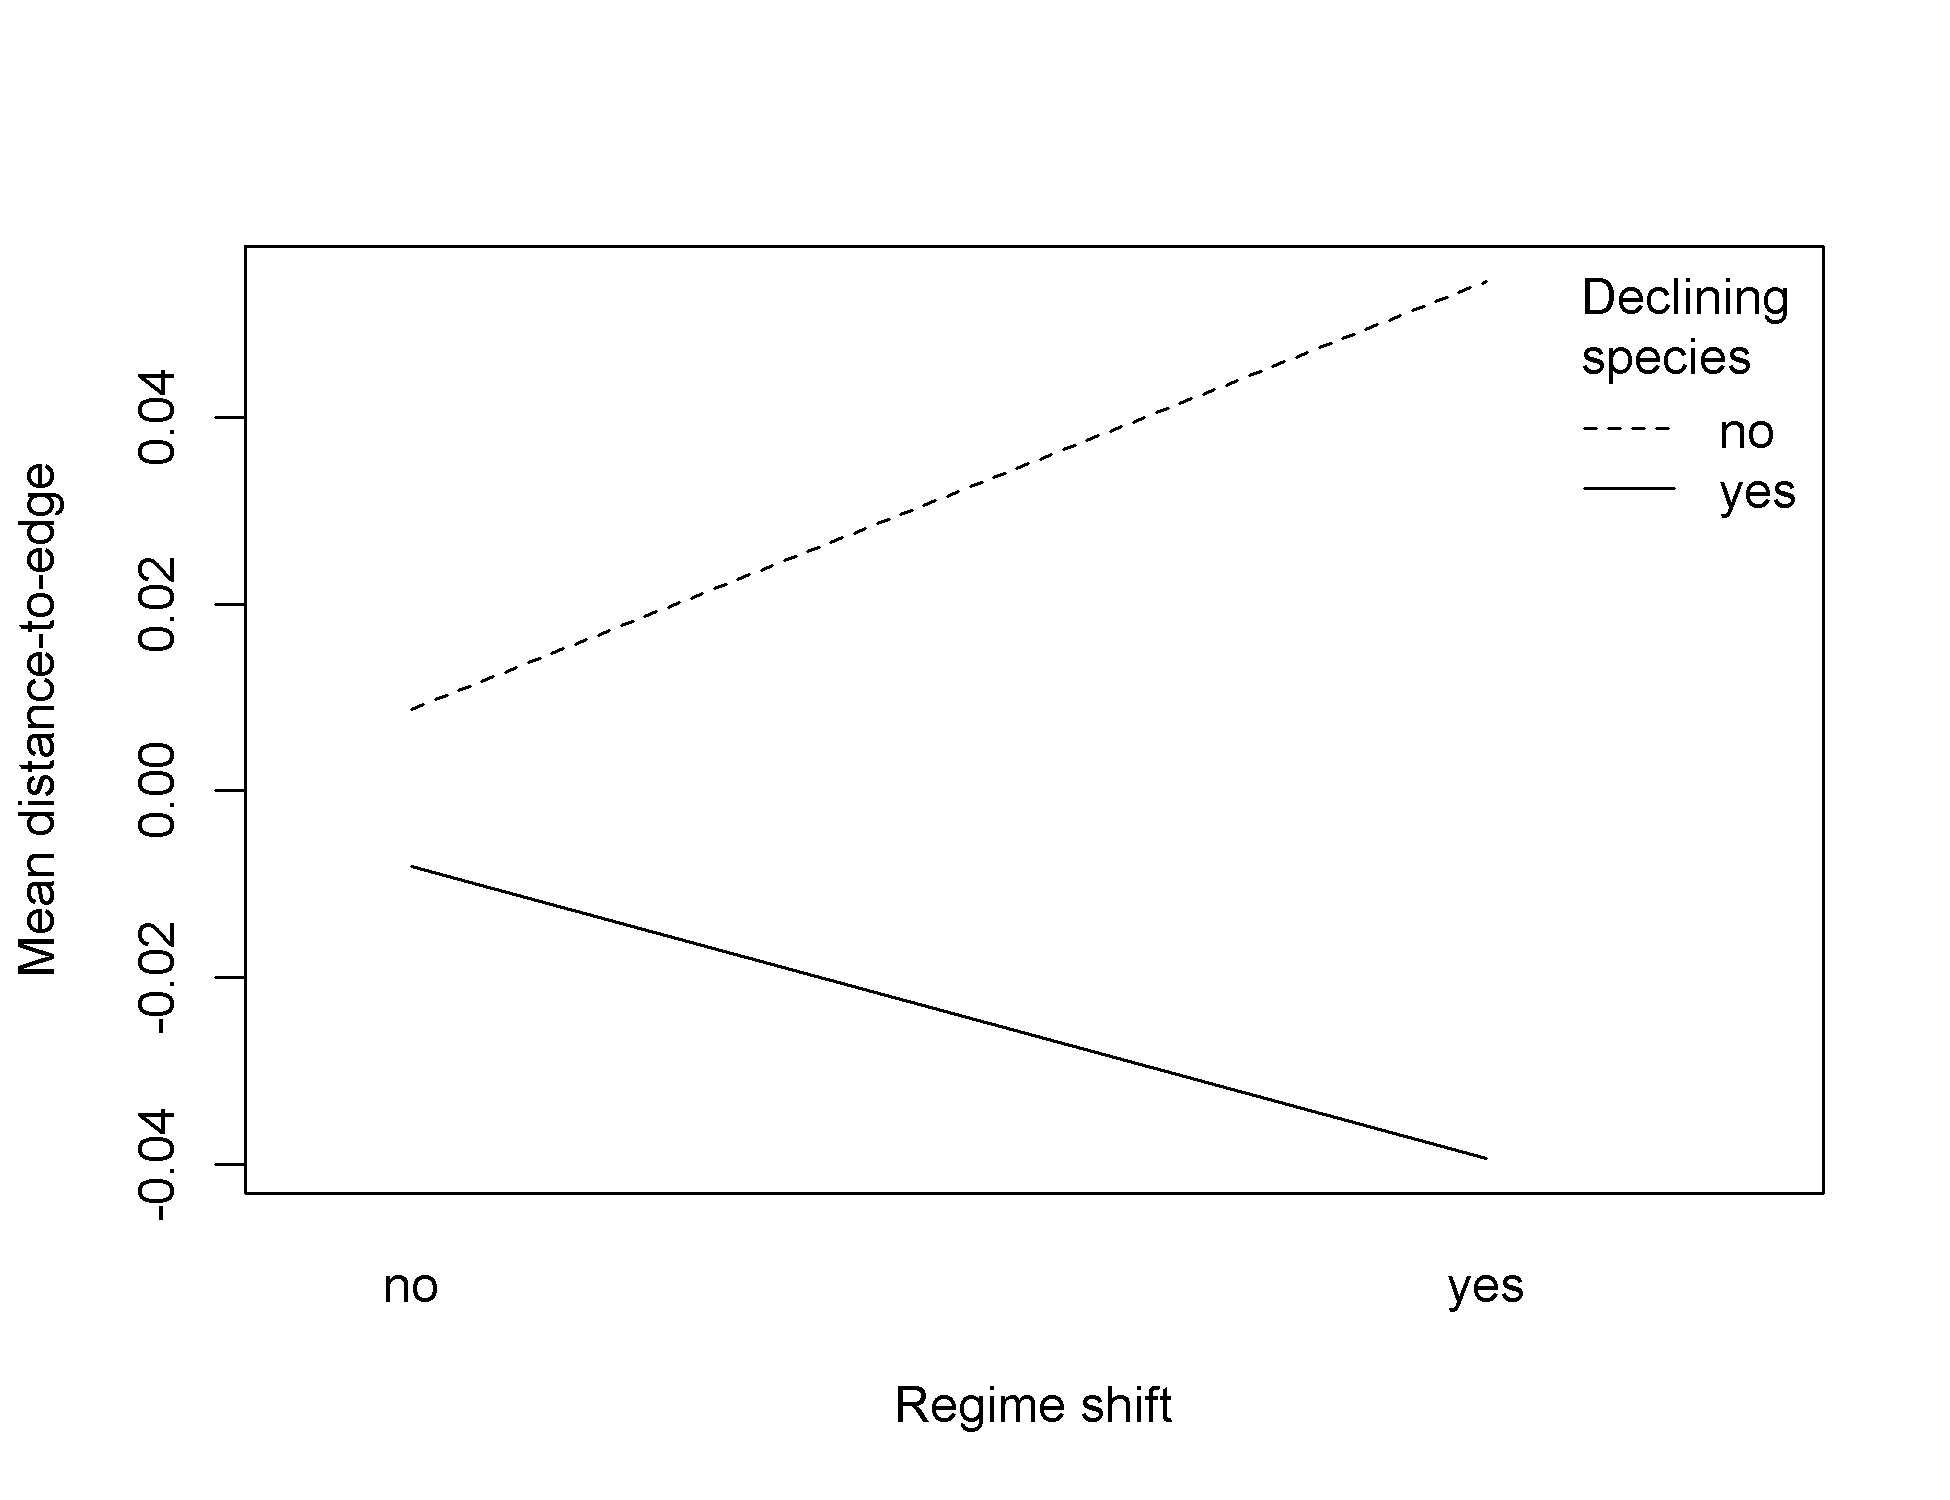 Declining
species
no
yes
Mean distance-to-edge
0.04
0.02
0.00
-0.02
-0.04
no
yes
Regime shift